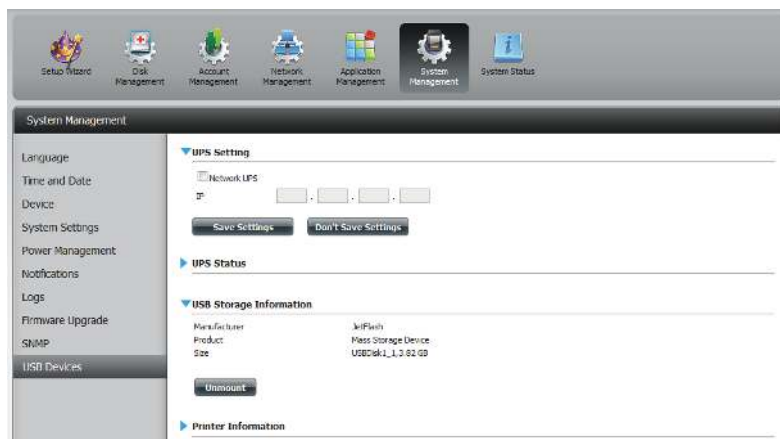 Setup Wizard
Disk Management
Account Management
Network Management
Application Management
System Management
System Status
System Management
Language
Time and Date
Device
System Settings
Power Management
Notifications
Logs
Firmware Upgrade
SNMP
USB Devices
UPS Setting
Network UPS
IP . . .
Save Settings Don't Save Settings
UPS Status
USB Storage Information
Manufacturer JetFlash
Product Mass Storage Device
Size USBDisk1_1,3.82 GB
Unmount
Printer Information